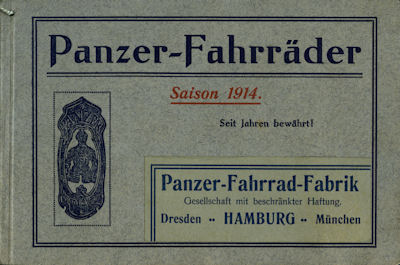 Panzer-Fahrräder
Saison 1914.
Seit Jahren bewährt!
Panzer-Fahrrad-Fabrik
Gesellschaft mit beschränkter Haftung.
Dresden •• HAMBURG •• München